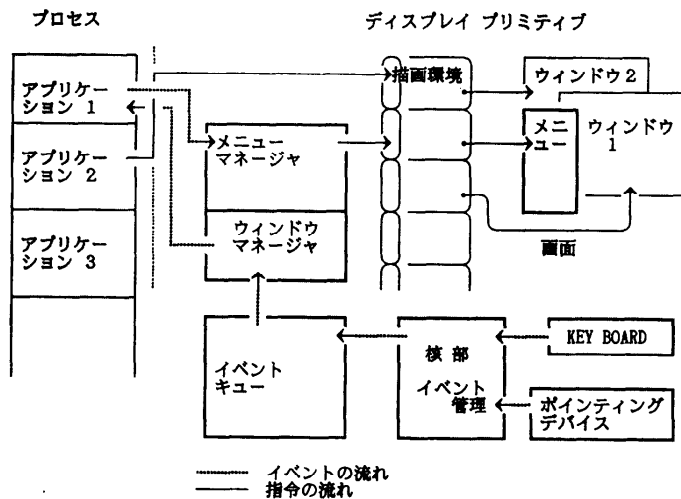 プロセス
ディスプレイ プリミティブ
アプリケー
ション 1
アプリケー
ション 2
アプリケー
ション 3
メニュー
マネージャ
ウィンドウ
マネージャ
イベント
キュー
描画環境
ウィンドウ2
メニ
ュー
ウィンドウ
1
画面
核 部
イベント
管理
KEY BOARD
ポインティング
デバイス
イベントの流れ
指令の流れ